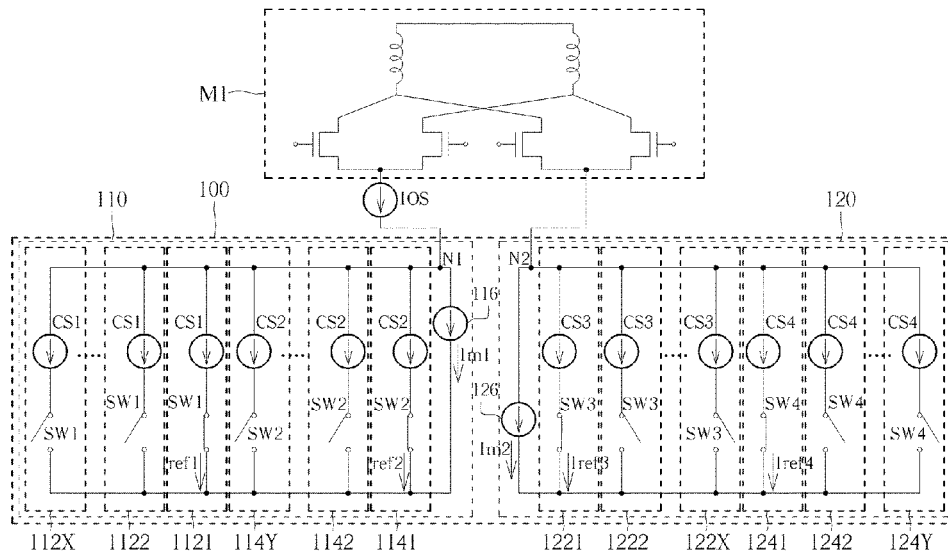 M1
IOS
110
100
120
N1
N2
116
CS1
CS1
CS1
CS2
CS2
CS2
CS3
CS3
CS3
CS4
CS4
CS4
Im1
126
SW1
SW1
SW1
SW2
SW2
SW2
SW3
SW3
SW3
SW4
SW4
SW4
Iref1
Iref2
Im2
Iref3
Iref4
112X
1122
1121
114Y
1142
1141
1221
1222
122X
1241
1242
124Y